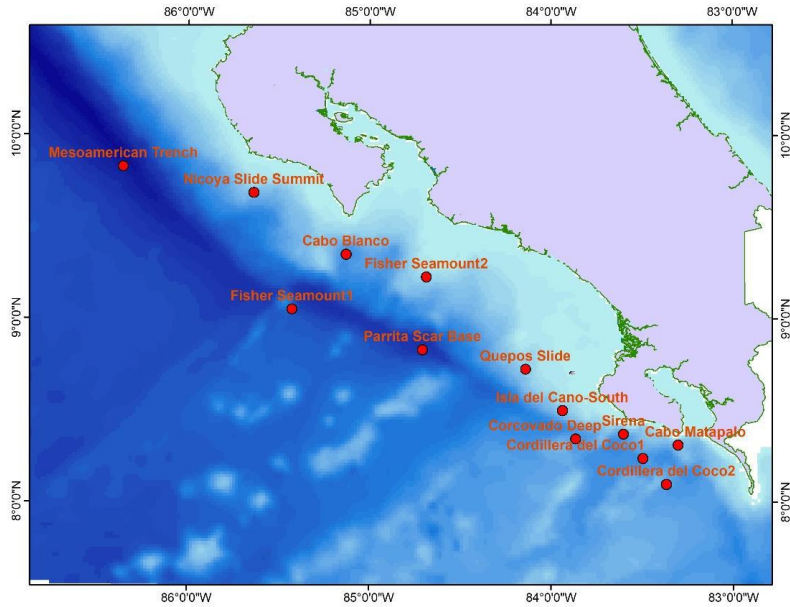 86°0'0"W 85°0'0"W 84°0'0"W 83°0'0"W
10°0'0"N 10°0'0"N
Mesoamerican Trench
Nicoya Slide Summit
Cabo Blanco
Fisher Seamount2
Fisher Seamount1
9°0'0"N 9°0'0"N
Parrita Scar Base
Quepos Slide
Isla del Cano-South
Corcovado Deep Sirena
Cabo Matapalo
Cordillera del Coco1
Cordillera del Coco2
8°0'0"N 8°0'0"N
86°0'0"W 85°0'0"W 84°0'0"W 83°0'0"W